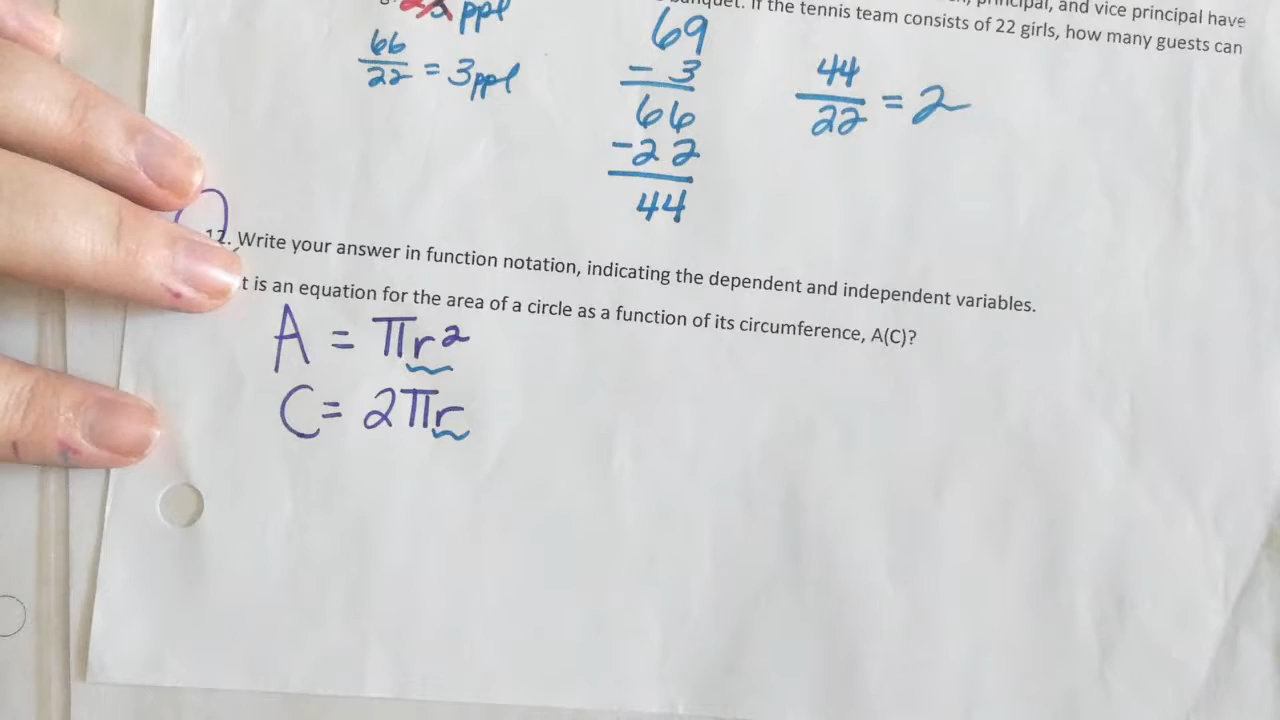 principal, and vice principal have
If the tennis team consists of 22 girls, how many guests can
ppl
66
22 = 3ppl
69
- 3
66
-22
44
44
22 = 2
12. Write your answer in function notation, indicating the dependent and independent variables.
t is an equation for the area of a circle as a function of its circumference, A(C)?
A = πr²
C = 2πr